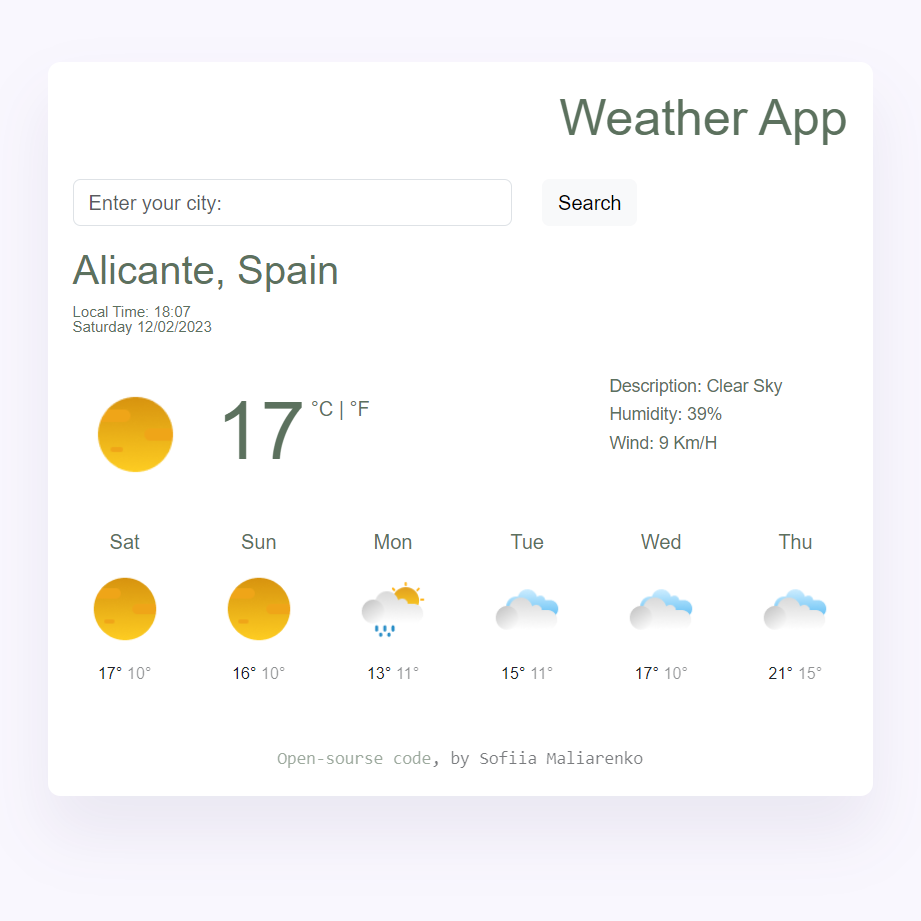 Weather App
Enter your city: Search
Alicante, Spain
Local Time: 18:07
Saturday 12/02/2023
17 °C | °F
Description: Clear Sky
Humidity: 39%
Wind: 9 Km/H
Sat Sun Mon Tue Wed Thu
17° 10° 16° 10° 13° 11° 15° 11° 17° 10° 21° 15°
Open-sourse code, by Sofiia Maliarenko